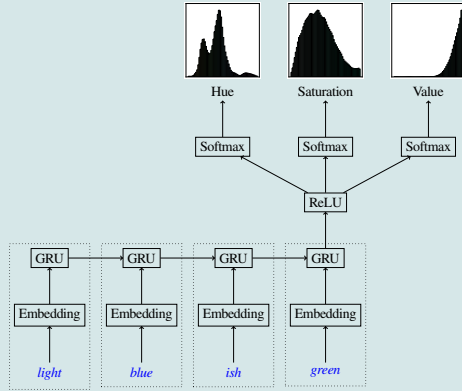 Hue Saturation Value
Softmax Softmax Softmax
ReLU
GRU GRU GRU GRU
Embedding Embedding Embedding Embedding
light blue ish green